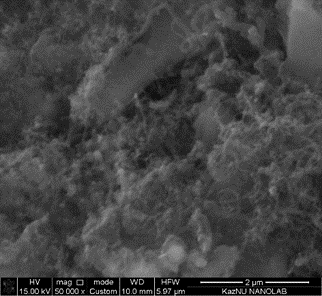 HV mag □ mode WD HFW 2 µm
15.00 kV 50 000 x Custom 10.0 mm 5.97 µm KazNU NANOLAB